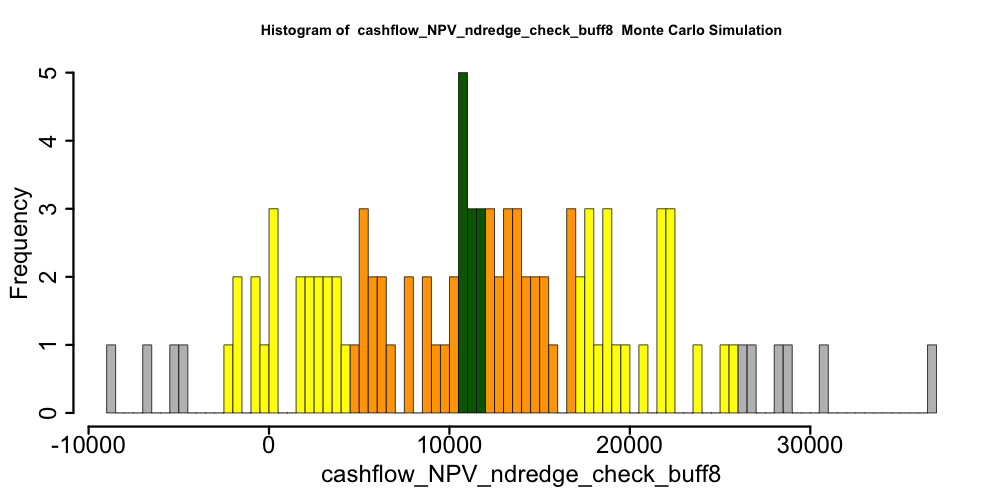 Histogram of  cashflow_NPV_ndredge_check_buff8  Monte Carlo Simulation
Frequency
5
4
3
2
1
0
-10000 0 10000 20000 30000
cashflow_NPV_ndredge_check_buff8